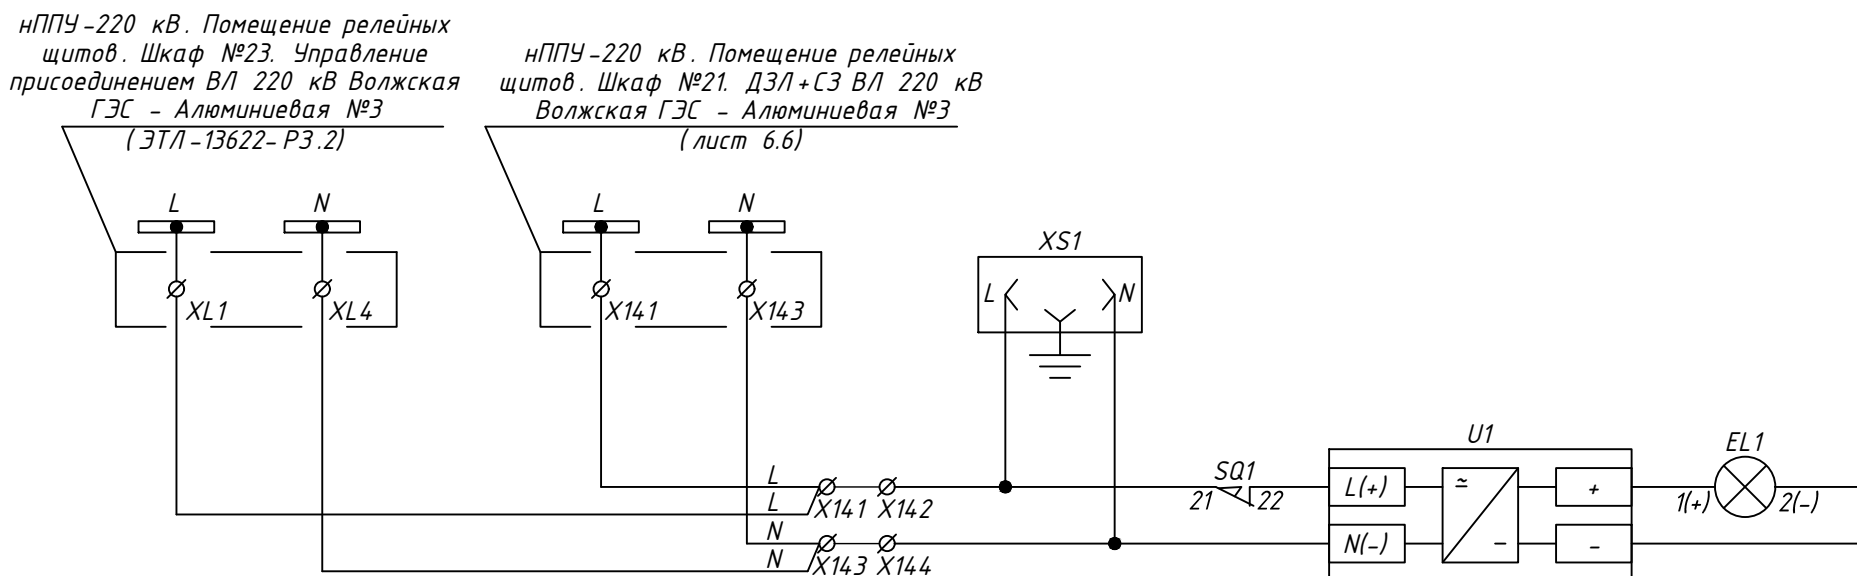 нППУ-220 кВ. Помещение релейных
щитов. Шкаф №23. Управление
присоединением ВЛ 220 кВ Волжская
ГЭС - Алюминиевая №3
(ЭТЛ-13622-РЗ.2)
нППУ-220 кВ. Помещение релейных
щитов. Шкаф №21. ДЗЛ+СЗ ВЛ 220 кВ
Волжская ГЭС - Алюминиевая №3
(лист 6.6)
L
N
L
N
XS1
L
N
XL1
XL4
X141
X143
U1
EL1
L
SQ1
L(+)
≃
+
L
X141
X142
21
22
1(+)
2(-)
N
N(-)
-
-
N
X143
X144